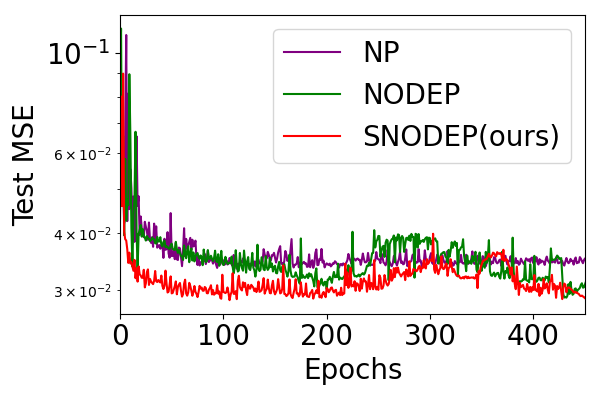 10⁻¹
6 × 10⁻²
4 × 10⁻²
3 × 10⁻²
Test MSE
NP
NODEP
SNODEP(ours)
0 100 200 300 400
Epochs